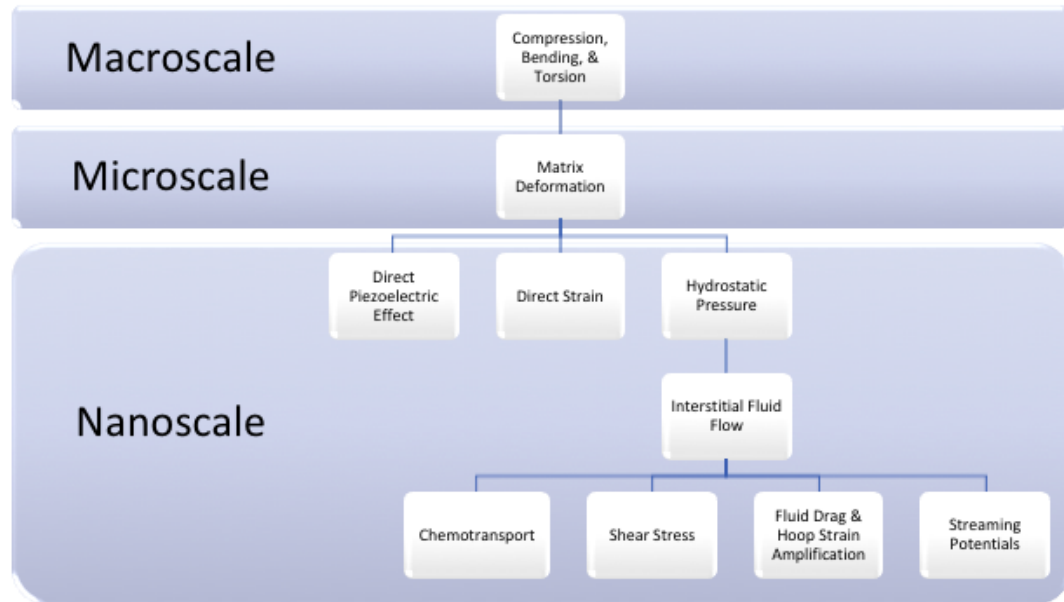 Macroscale
Compression,
Bending, &
Torsion
Microscale
Matrix
Deformation
Nanoscale
Direct
Piezoelectric
Effect
Direct Strain
Hydrostatic
Pressure
Interstitial Fluid
Flow
Chemotransport
Shear Stress
Fluid Drag &
Hoop Strain
Amplification
Streaming
Potentials